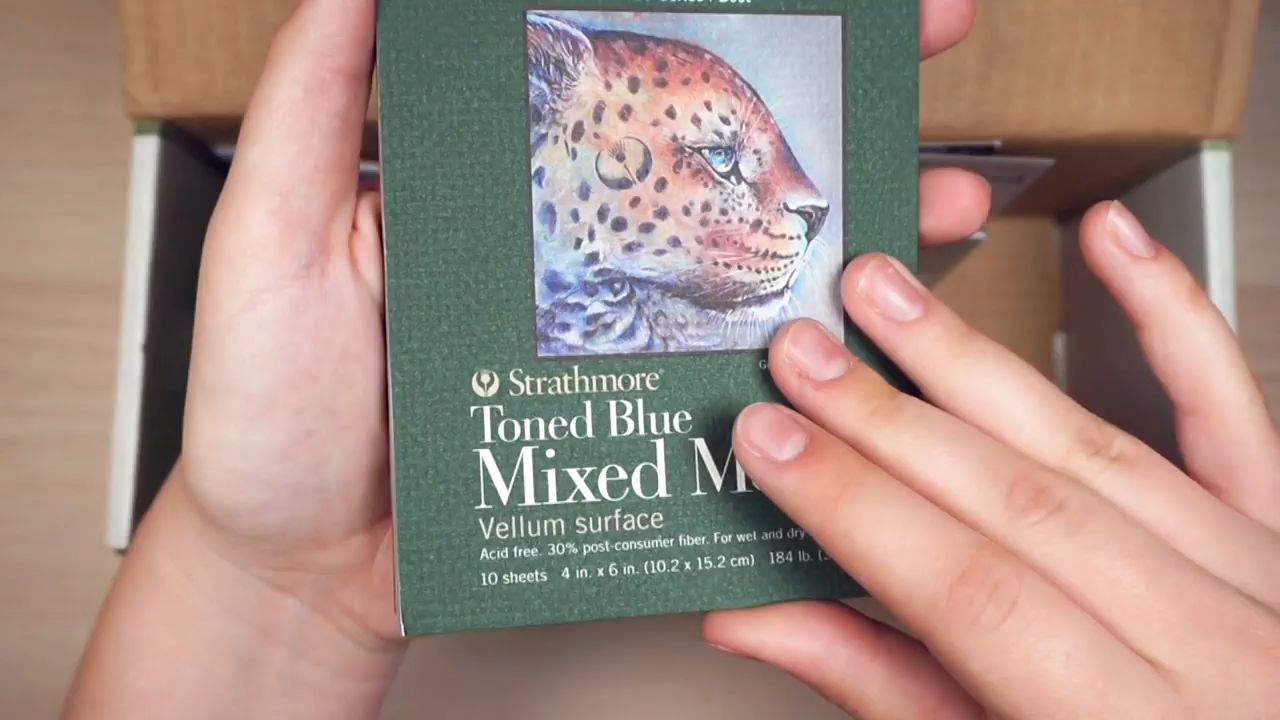 Strathmore®
Toned Blue
Mixed M
Vellum surface
Acid free. 30% post-consumer fiber. For wet and dry
10 sheets 4 in. x 6 in. (10.2 x 15.2 cm) 184 lb.